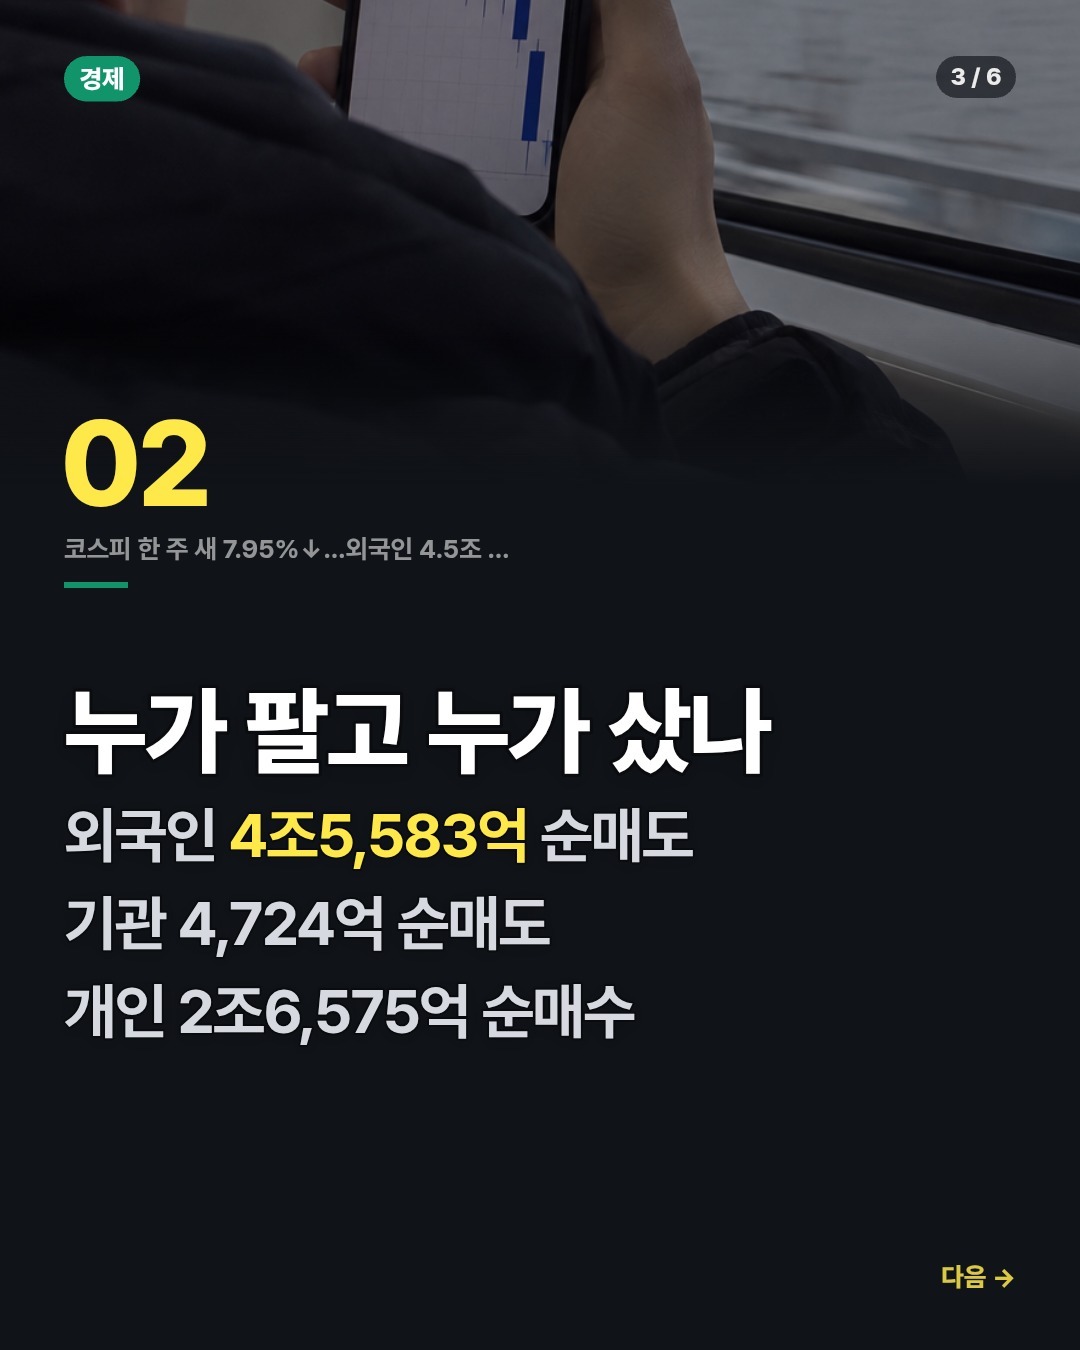 경제
3 / 6
02
코스피 한 주 새 7.95%↓...외국인 4.5조 ...
누가 팔고 누가 샀나
외국인 4조5,583억 순매도
기관 4,724억 순매도
개인 2조6,575억 순매수
다음 →